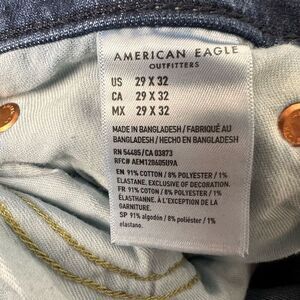 AMERICAN EAGLE
OUTFITTERS
US 29 X 32
CA 29 X 32
MX 29 X 32
MADE IN BANGLADESH / FABRIQUÉ AU
BANGLADESH / HECHO EN BANGLADESH
RN 54485/CA 03873
RFC# AEM128605U9A
EN 91% COTTON / 8% POLYESTER / 1%
ELASTANE. EXCLUSIVE OF DECORATION.
FR 91% COTON / 8% POLYESTER / 1%
ÉLASTHANNE. À L'EXCEPTION DE LA
GARNITURE.
SP 91% algodón / 8% poliéster / 1%
elastano.